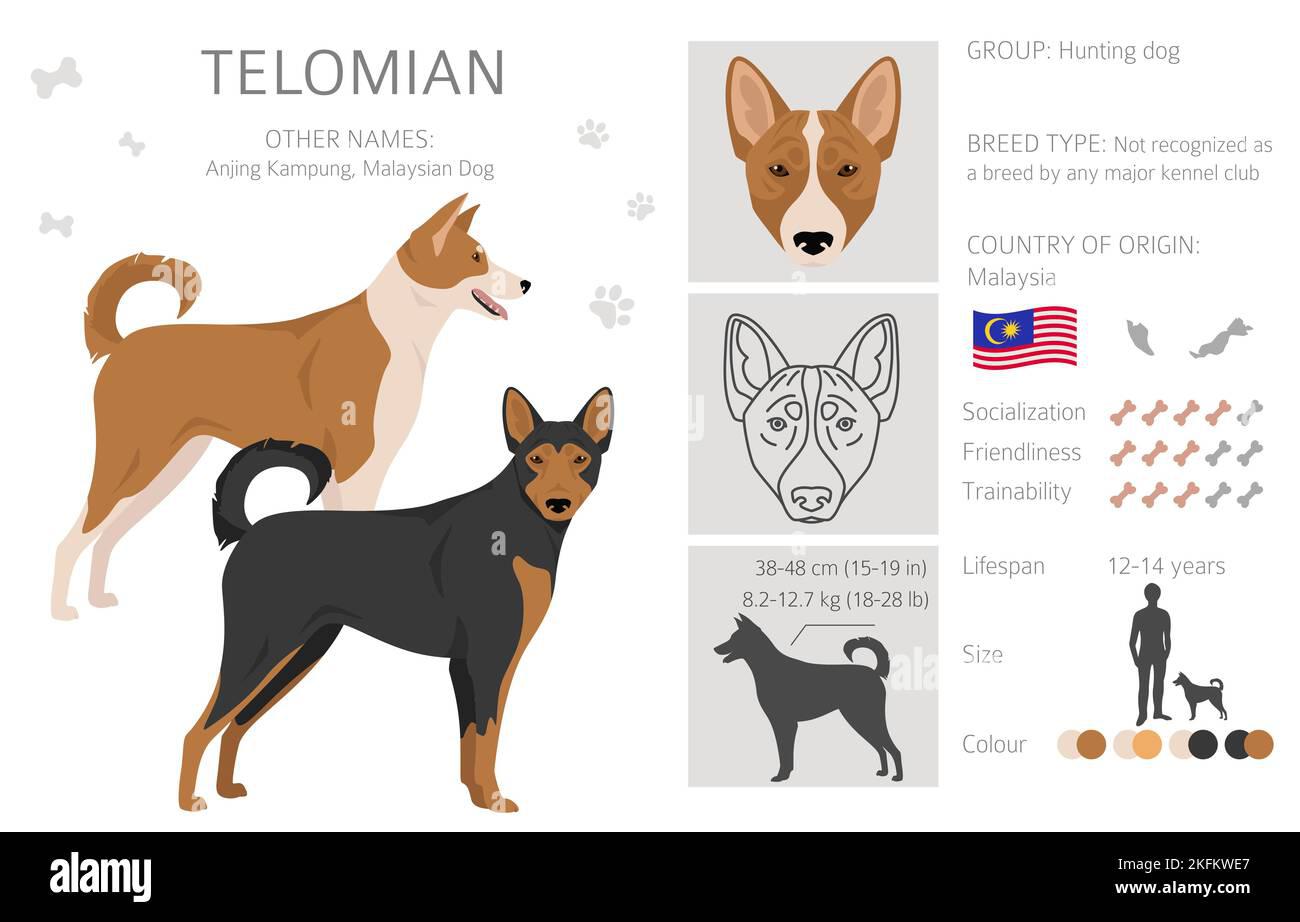 TELOMIAN
OTHER NAMES:
Anjing Kampung, Malaysian Dog
38-48 cm (15-19 in)
8.2-12.7 kg (18-28 lb)
GROUP: Hunting dog
BREED TYPE: Not recognized as
a breed by any major kennel club
COUNTRY OF ORIGIN:
Malaysia
Socialization
Friendliness
Trainability
Lifespan 12-14 years
Size
Colour
a
a
a
alamy
alamy
Image ID: 2KFKWE7
www.alamy.com